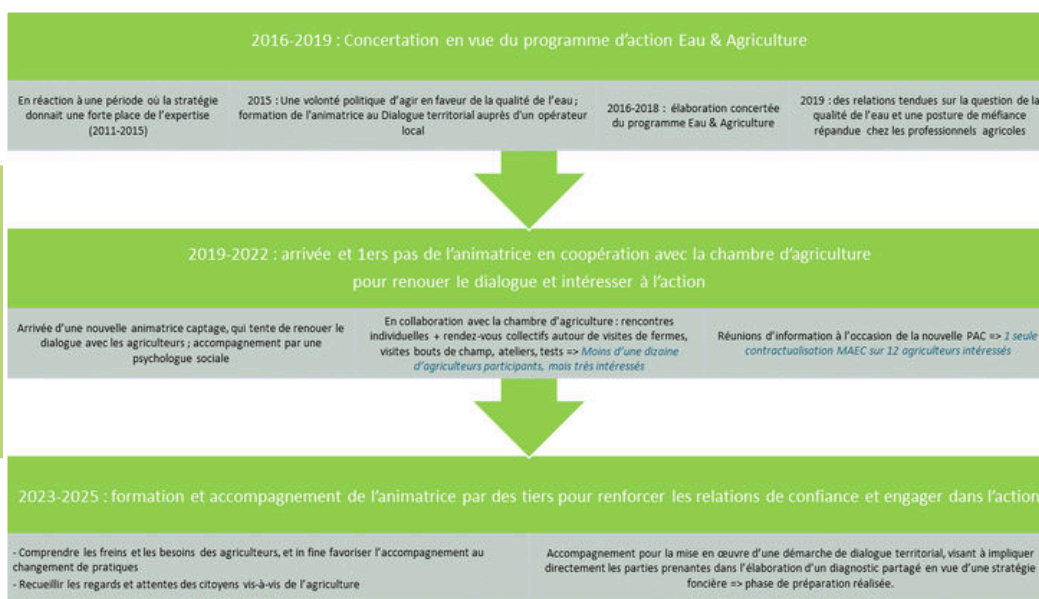 2016-2019 : Concertation en vue du programme d'action Eau & Agriculture
En réaction à une période où la stratégie
donnait une forte place de l'expertise
(2011-2015)
2015 : Une volonté politique d'agir en faveur de la qualité de l'eau ;
formation de l'animatrice au Dialogue territorial auprès d'un opérateur
local
2016-2018 : élaboration concertée
du programme Eau & Agriculture
2019 : des relations tendues sur la question de la
qualité de l'eau et une posture de méfiance
répandue chez les professionnels agricoles
2019-2022 : arrivée et 1ers pas de l'animatrice en coopération avec la chambre d'agriculture
pour renouer le dialogue et intéresser à l'action
Arrivée d'une nouvelle animatrice captage, qui tente de renouer le
dialogue avec les agriculteurs ; accompagnement par une
psychologue sociale
En collaboration avec la chambre d'agriculture : rencontres
individuelles + rendez-vous collectifs autour de visites de fermes,
visites bouts de champ, ateliers, tests => Moins d'une dizaine
d'agriculteurs participants, mais très intéressés
Réunions d'information à l'occasion de la nouvelle PAC => 1 seule
contractualisation MAEC sur 12 agriculteurs intéressés
2023-2025 : formation et accompagnement de l'animatrice par des tiers pour renforcer les relations de confiance et engager dans l'action
- Comprendre les freins et les besoins des agriculteurs, et in fine favoriser l'accompagnement au
changement de pratiques
- Recueillir les regards et attentes des citoyens vis-à-vis de l'agriculture
Accompagnement pour la mise en œuvre d'une démarche de dialogue territorial, visant à impliquer
directement les parties prenantes dans l'élaboration d'un diagnostic partagé en vue d'une stratégie
foncière => phase de préparation réalisée.